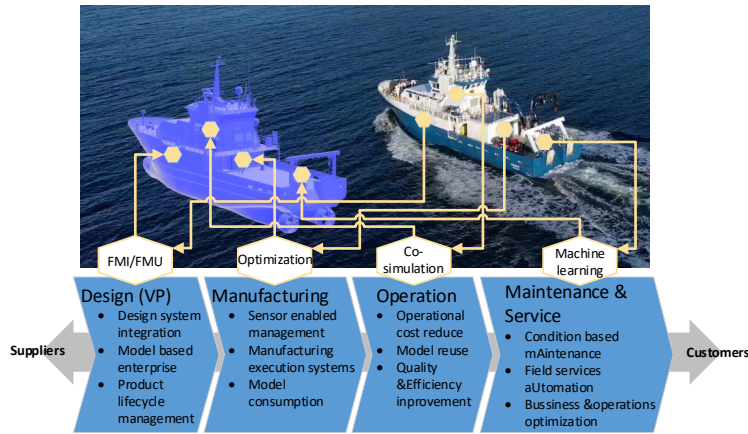 FMI/FMU
Optimization
Co-
simulation
Machine
learning
Suppliers
Design (VP)
• Design system
integration
• Model based
enterprise
• Product
lifecycle
management
Manufacturing
• Sensor enabled
management
• Manufacturing
execution systems
• Model
consumption
Operation
• Operational
cost reduce
• Model reuse
• Quality
&Efficiency
inprovement
Maintenance &
Service
• Condition based
mAintenance
• Field services
aUtomation
• Bussiness &operations
optimization
Customers